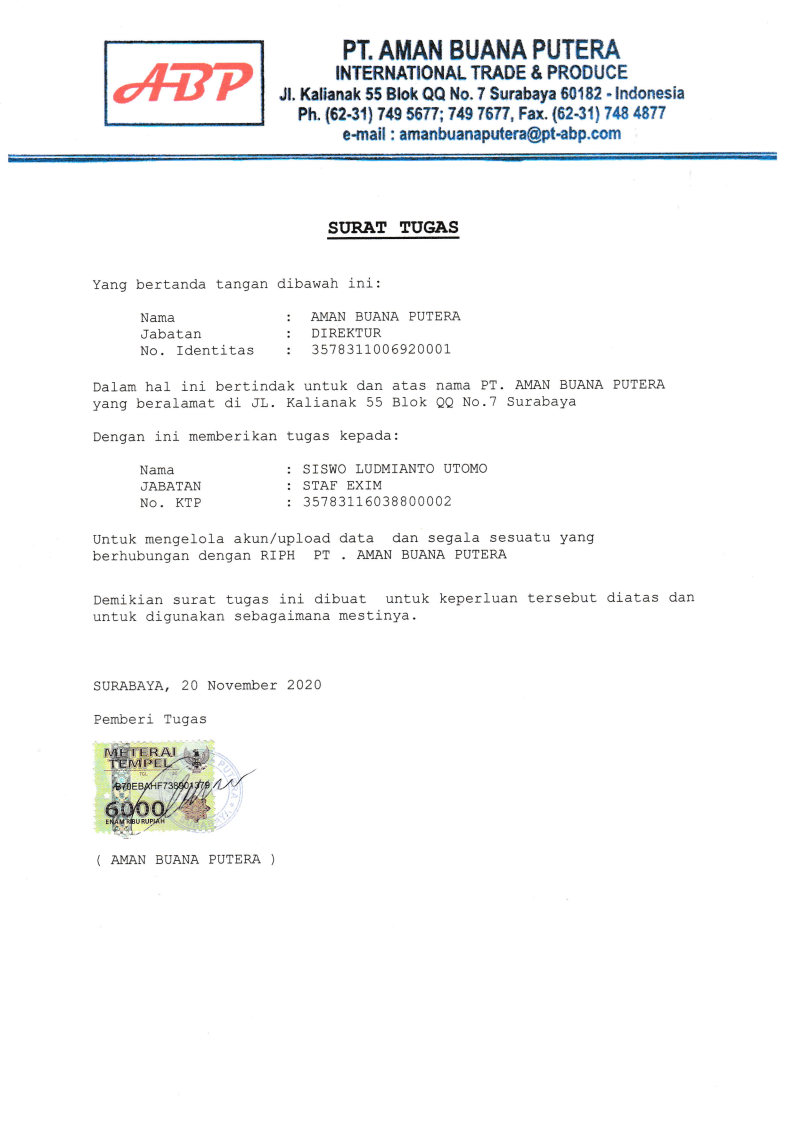 ABP
PT. AMAN BUANA PUTERA
INTERNATIONAL TRADE & PRODUCE
Jl. Kalianak 55 Blok QQ No. 7 Surabaya 60182 - Indonesia
Ph. (62-31) 749 5677; 749 7677, Fax. (62-31) 748 4877
e-mail : amanbuanaputera@pt-abp.com
SURAT TUGAS
Yang bertanda tangan dibawah ini:
Nama : AMAN BUANA PUTERA
Jabatan : DIREKTUR
No. Identitas : 3578311006920001
Dalam hal ini bertindak untuk dan atas nama PT. AMAN BUANA PUTERA
yang beralamat di JL. Kalianak 55 Blok QQ No.7 Surabaya
Dengan ini memberikan tugas kepada:
Nama : SISWO LUDMIANTO UTOMO
JABATAN : STAF EXIM
No. KTP : 35783116038800002
Untuk mengelola akun/upload data dan segala sesuatu yang
berhubungan dengan RIPH PT . AMAN BUANA PUTERA
Demikian surat tugas ini dibuat untuk keperluan tersebut diatas dan
untuk digunakan sebagaimana mestinya.
SURABAYA, 20 November 2020
Pemberi Tugas
METERAI
TEMPEL
TGL
6000
ENAM RIBU RUPIAH
( AMAN BUANA PUTERA )